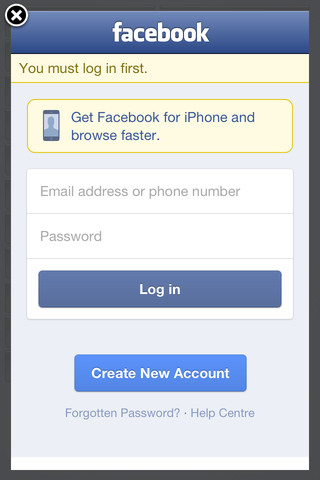 facebook
You must log in first.
Get Facebook for iPhone and
browse faster.
Email address or phone number
Password
Log in
Create New Account
Forgotten Password? · Help Centre